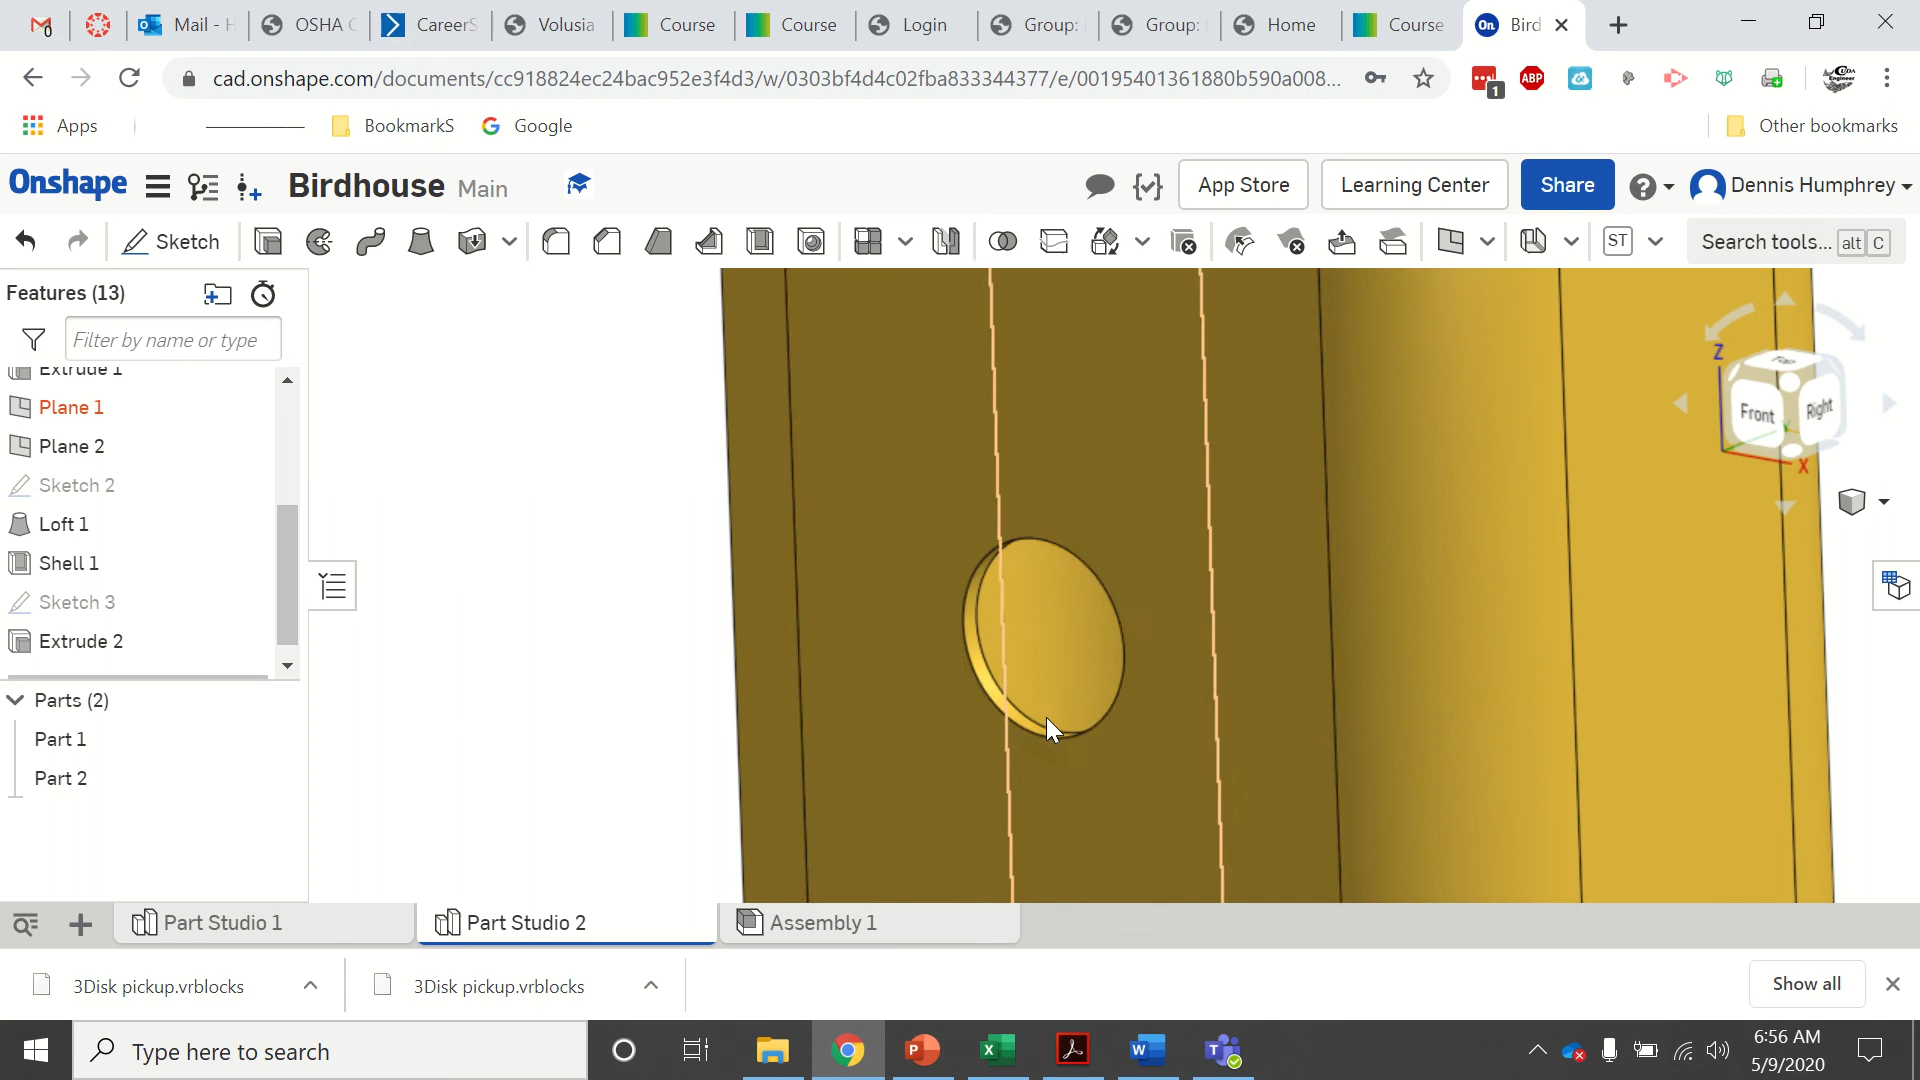 Mail - H
OSHA C
CareerS
Volusia
Course
Course
Login
Group:
Group:
Home
Course
On
Bird
cad.onshape.com/documents/cc918824ec24bac952e3f4d3/w/0303bf4d4c02fba833344377/e/00195401361880b590a008...
1
ABP
Apps
BookmarkS
Google
Other bookmarks
Onshape
Birdhouse Main
App Store
Learning Center
Share
Dennis Humphrey
Sketch
ST
Search tools... alt C
Features (13)
Filter by name or type
Extrude 1
Plane 1
Plane 2
Sketch 2
Loft 1
Shell 1
Sketch 3
Extrude 2
Parts (2)
Part 1
Part 2
Z
Top
Front
Right
X
Part Studio 1
Part Studio 2
Assembly 1
3Disk pickup.vrblocks
3Disk pickup.vrblocks
Show all
Type here to search
6:56 AM
5/9/2020